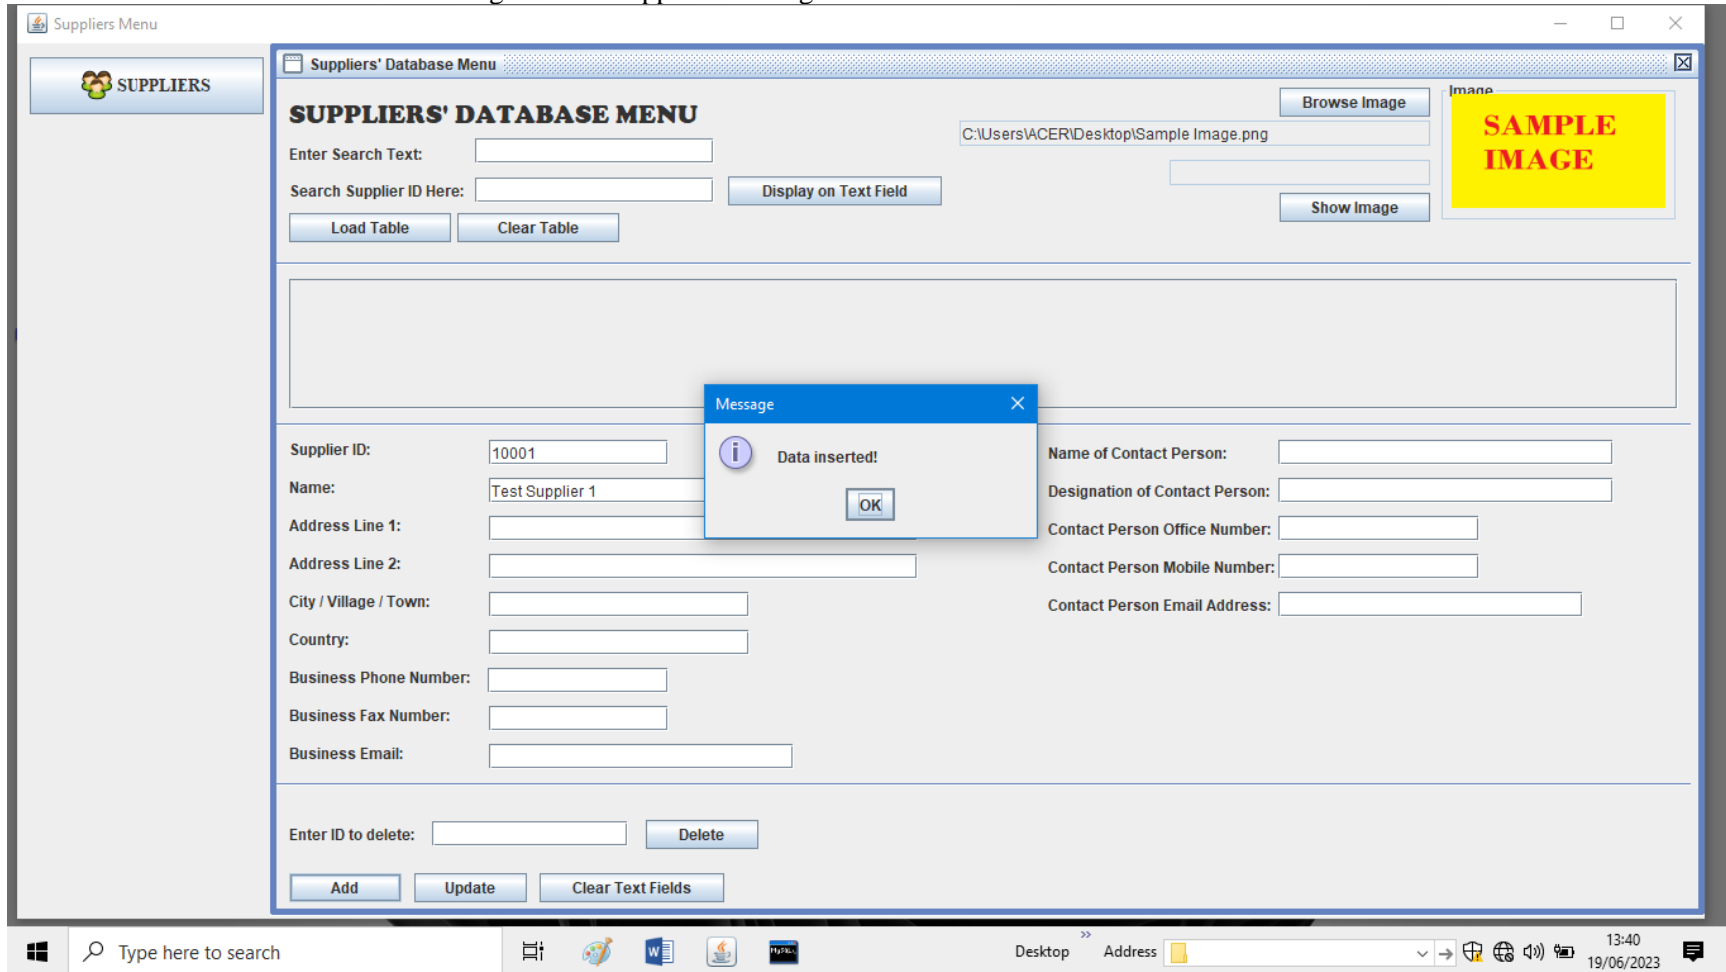 Suppliers Menu
SUPPLIERS
Suppliers' Database Menu
SUPPLIERS' DATABASE MENU
Enter Search Text:
Search Supplier ID Here:
Display on Text Field
Load Table
Clear Table
Browse Image
C:\Users\ACER\Desktop\Sample Image.png
Show Image
Image
SAMPLE
IMAGE
Message
Data inserted!
OK
Supplier ID:
10001
Name:
Test Supplier 1
Address Line 1:
Address Line 2:
City / Village / Town:
Country:
Business Phone Number:
Business Fax Number:
Business Email:
Name of Contact Person:
Designation of Contact Person:
Contact Person Office Number:
Contact Person Mobile Number:
Contact Person Email Address:
Enter ID to delete:
Delete
Add
Update
Clear Text Fields
Type here to search
Desktop
Address
13:40
19/06/2023